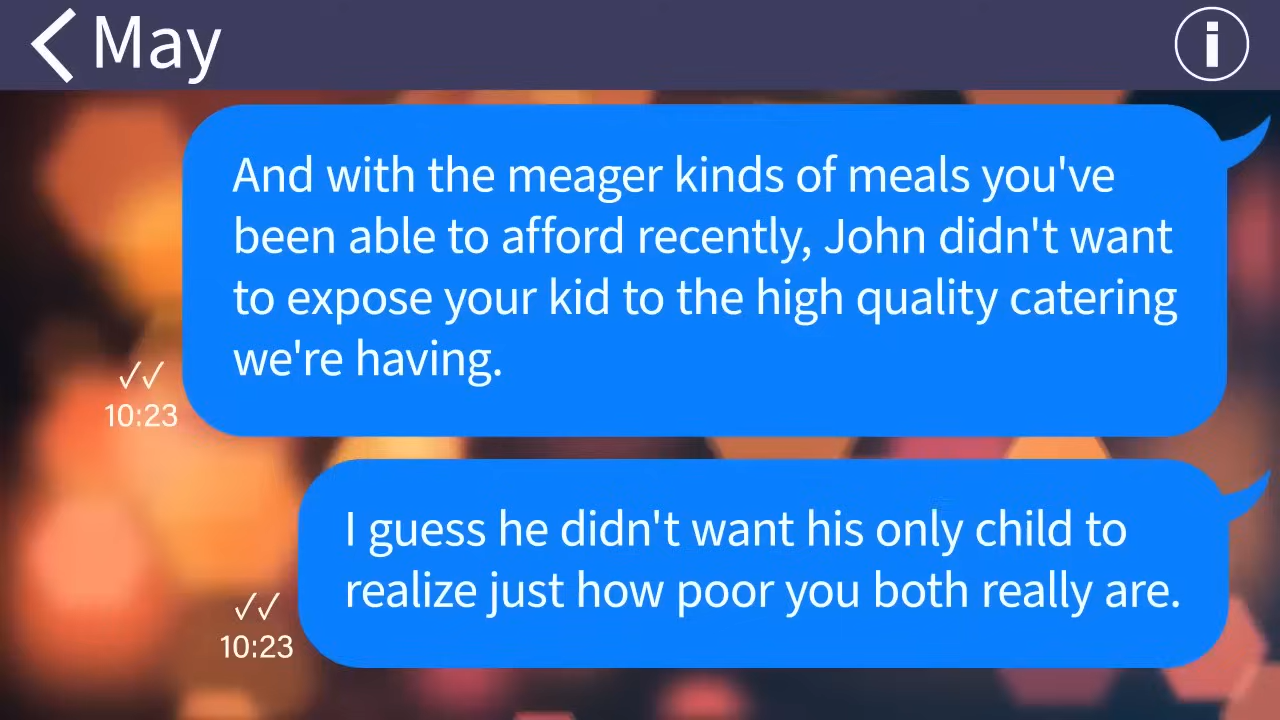 May
And with the meager kinds of meals you've
been able to afford recently, John didn't want
to expose your kid to the high quality catering
we're having.
10:23
I guess he didn't want his only child to
realize just how poor you both really are.
10:23